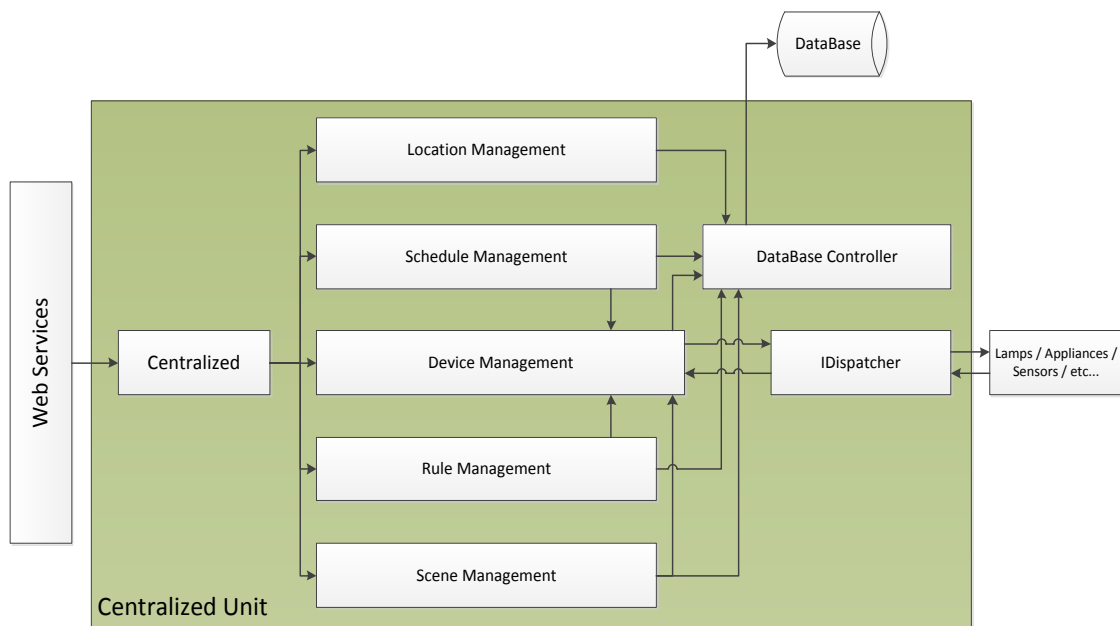 DataBase
Location Management
Schedule Management
DataBase Controller
Web Services
Centralized
Device Management
IDispatcher
Lamps / Appliances /
Sensors / etc...
Rule Management
Scene Management
Centralized Unit